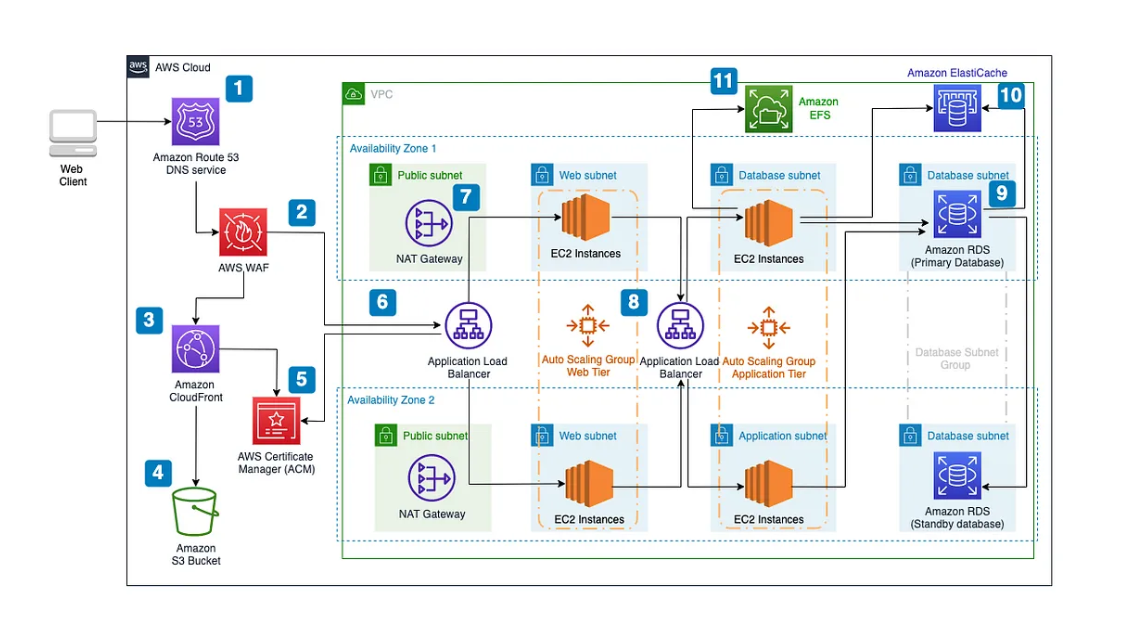 aws
AWS Cloud
1
53
Amazon Route 53
DNS service
Web
Client
2
AWS WAF
3
Amazon
CloudFront
5
AWS Certificate
Manager (ACM)
4
Amazon
S3 Bucket
VPC
11
Amazon
EFS
Amazon ElastiCache
10
Availability Zone 1
Public subnet
7
NAT Gateway
Web subnet
EC2 Instances
Database subnet
EC2 Instances
Database subnet
9
Amazon RDS
(Primary Database)
6
Application Load
Balancer
Auto Scaling Group
Web Tier
8
Application Load
Balancer
Auto Scaling Group
Application Tier
Database Subnet
Group
Availability Zone 2
Public subnet
NAT Gateway
Web subnet
EC2 Instances
Application subnet
EC2 Instances
Database subnet
Amazon RDS
(Standby database)